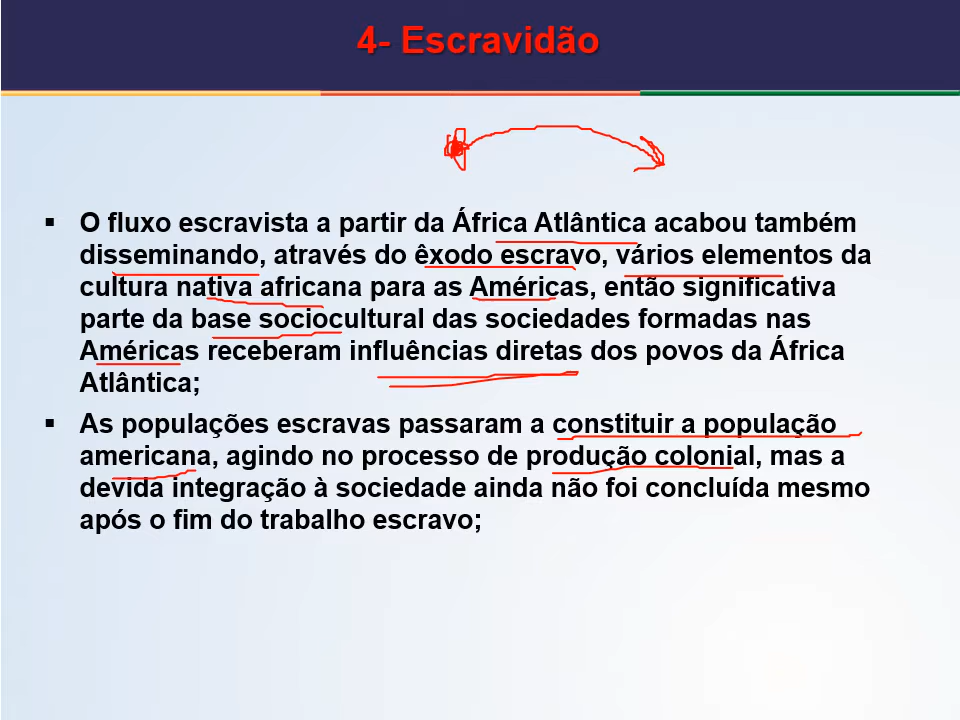 4- Escravidão
▪ O fluxo escravista a partir da África Atlântica acabou também
disseminando, através do êxodo escravo, vários elementos da
cultura nativa africana para as Américas, então significativa
parte da base sociocultural das sociedades formadas nas
Américas receberam influências diretas dos povos da África
Atlântica;
▪ As populações escravas passaram a constituir a população
americana, agindo no processo de produção colonial, mas a
devida integração à sociedade ainda não foi concluída mesmo
após o fim do trabalho escravo;